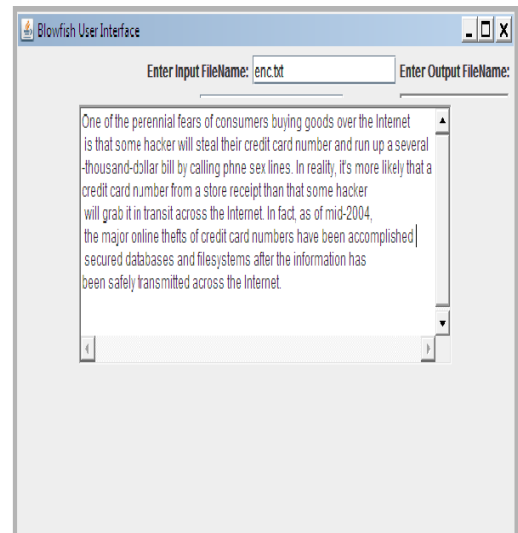 Blowfish User Interface
Enter Input FileName: enc.txt Enter Output FileName:
One of the perennial fears of consumers buying goods over the Internet
is that some hacker will steal their credit card number and run up a several
-thousand-dollar bill by calling phne sex lines. In reality, it's more likely that a
credit card number from a store receipt than that some hacker
will grab it in transit across the Internet. In fact, as of mid-2004,
the major online thefts of credit card numbers have been accomplished
secured databases and filesystems after the information has
been safely transmitted across the Internet.